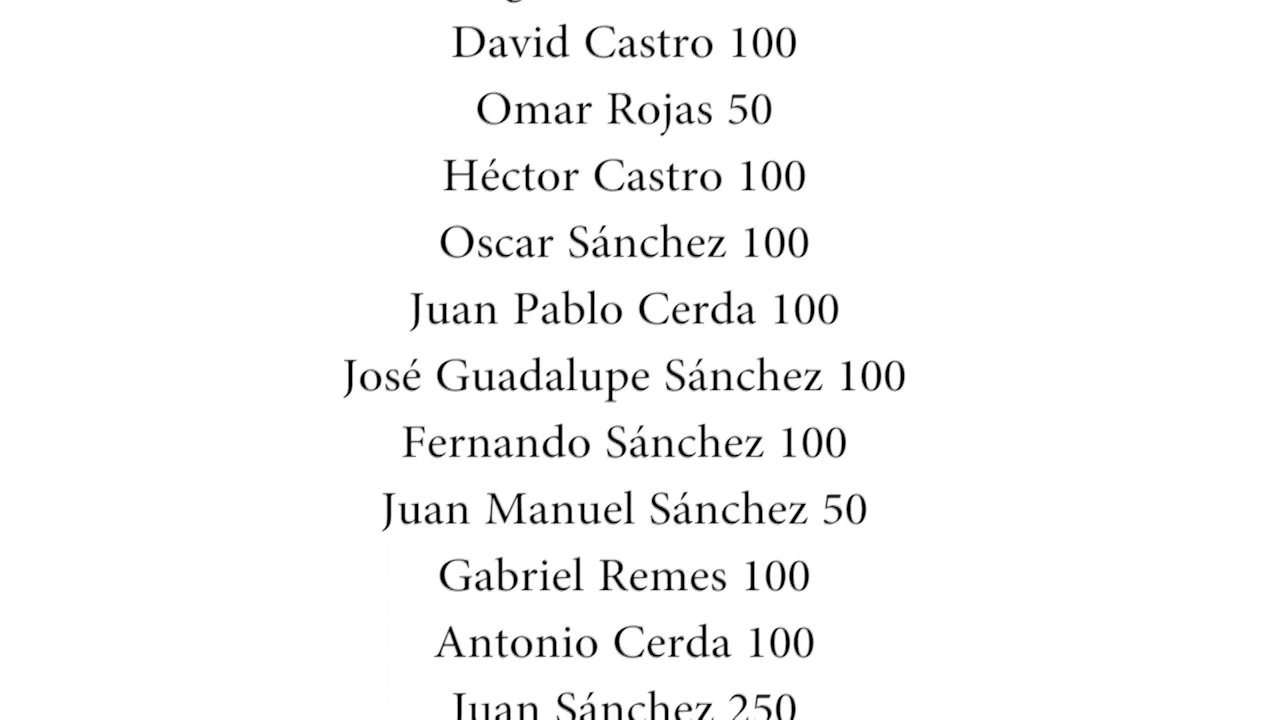 David Castro 100
Omar Rojas 50
Héctor Castro 100
Oscar Sánchez 100
Juan Pablo Cerda 100
José Guadalupe Sánchez 100
Fernando Sánchez 100
Juan Manuel Sánchez 50
Gabriel Remes 100
Antonio Cerda 100
Juan Sánchez 250